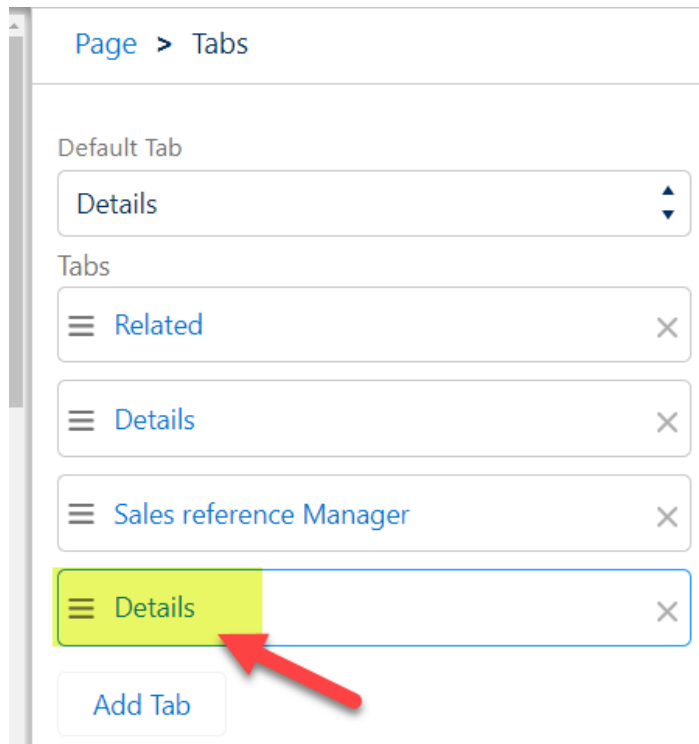 Page > Tabs
Default Tab
Details
Tabs
Related
Details
Sales reference Manager
Details
Add Tab